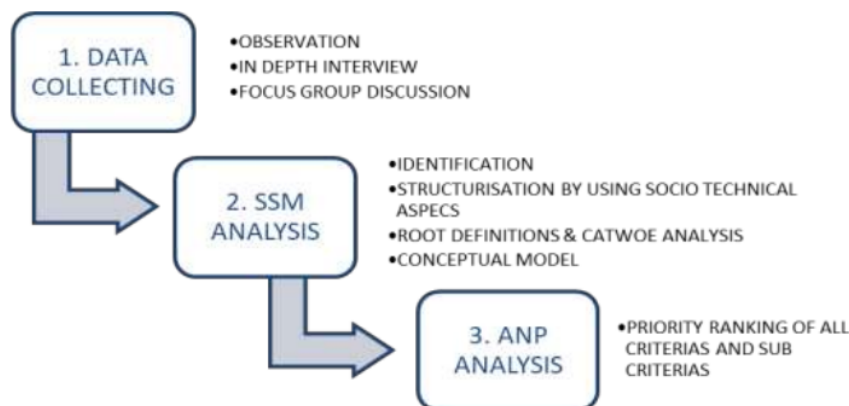 1. DATA
COLLECTING
•OBSERVATION
•IN DEPTH INTERVIEW
•FOCUS GROUP DISCUSSION
2. SSM
ANALYSIS
•IDENTIFICATION
•STRUCTURISATION BY USING SOCIO TECHNICAL
ASPECS
•ROOT DEFINITIONS & CATWOE ANALYSIS
•CONCEPTUAL MODEL
3. ANP
ANALYSIS
•PRIORITY RANKING OF ALL
CRITERIAS AND SUB
CRITERIAS